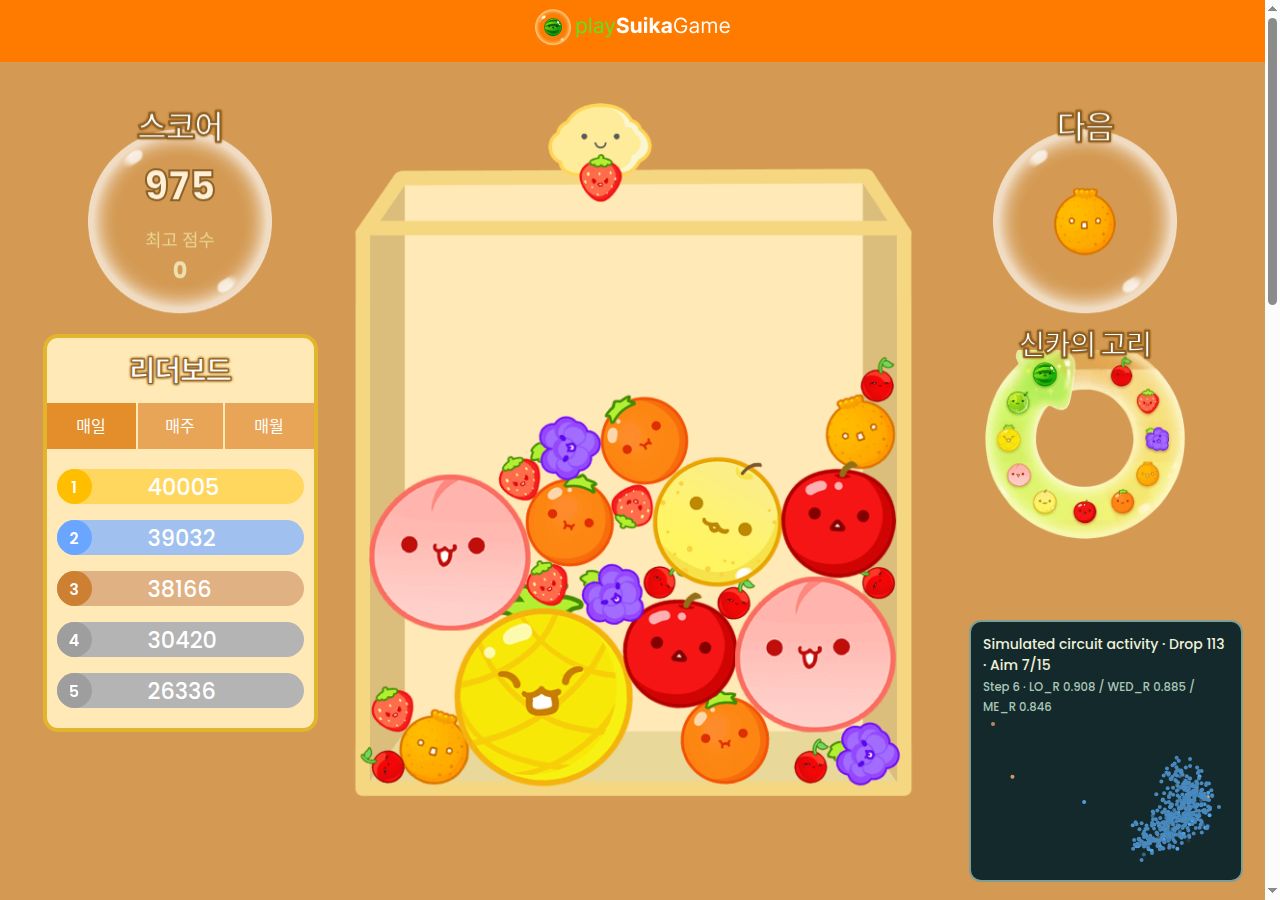 playSuikaGame
스코어
975
최고 점수
0
다음
신카의 고리
리더보드
매일 매주 매월
1 40005
2 39032
3 38166
4 30420
5 26336
Simulated circuit activity · Drop 113
· Aim 7/15
Step 6 · LO_R 0.908 / WED_R 0.885 /
ME_R 0.846